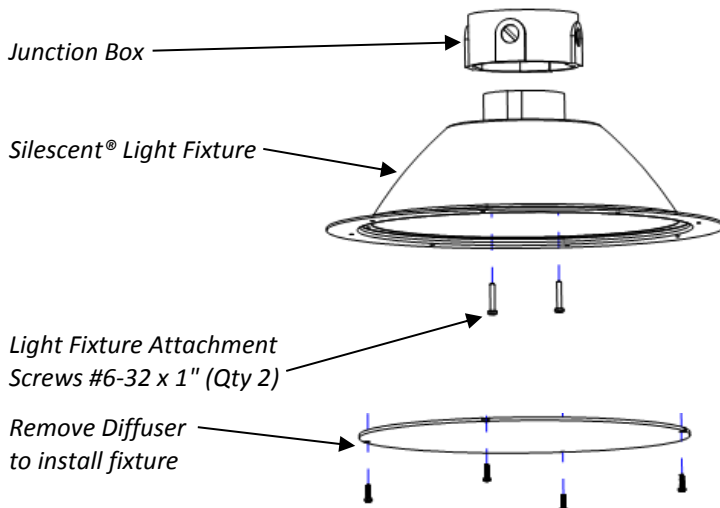 Junction Box
Silescent® Light Fixture
Light Fixture Attachment
Screws #6-32 x 1" (Qty 2)
Remove Diffuser
to install fixture